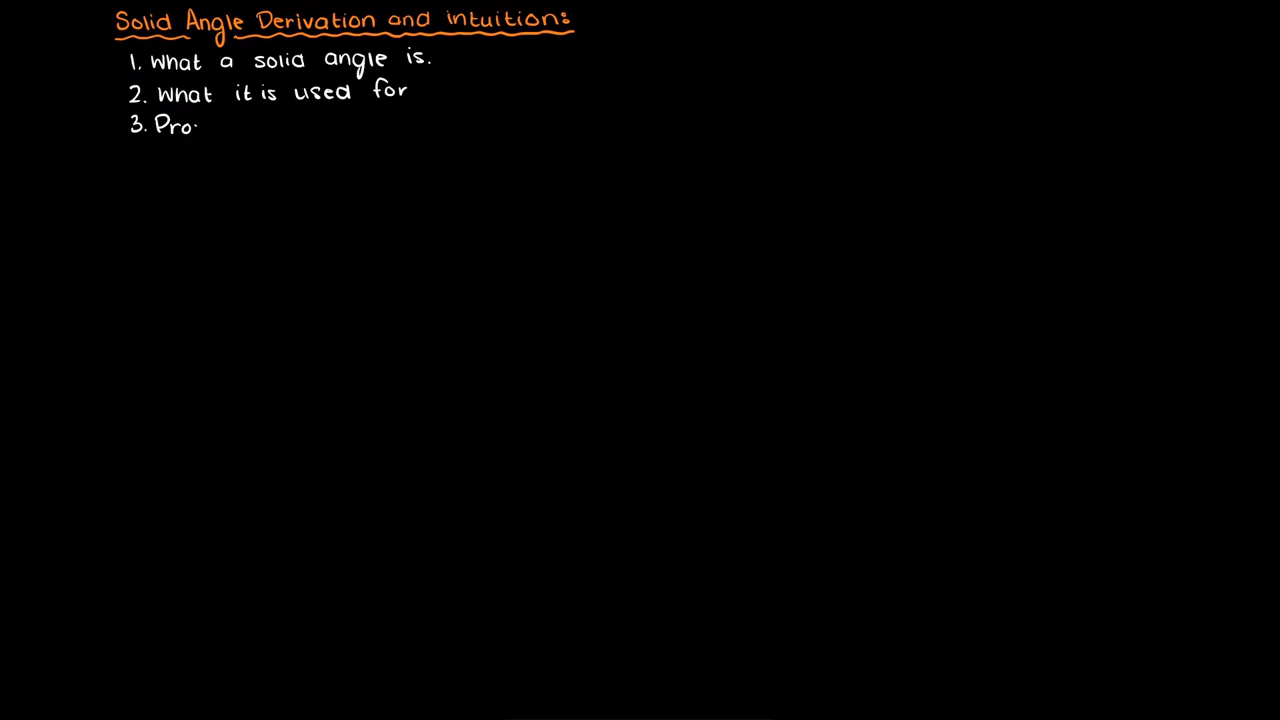 Solid Angle Derivation and intuition:
1. What a solid angle is.
2. What it is used for
3. Pro